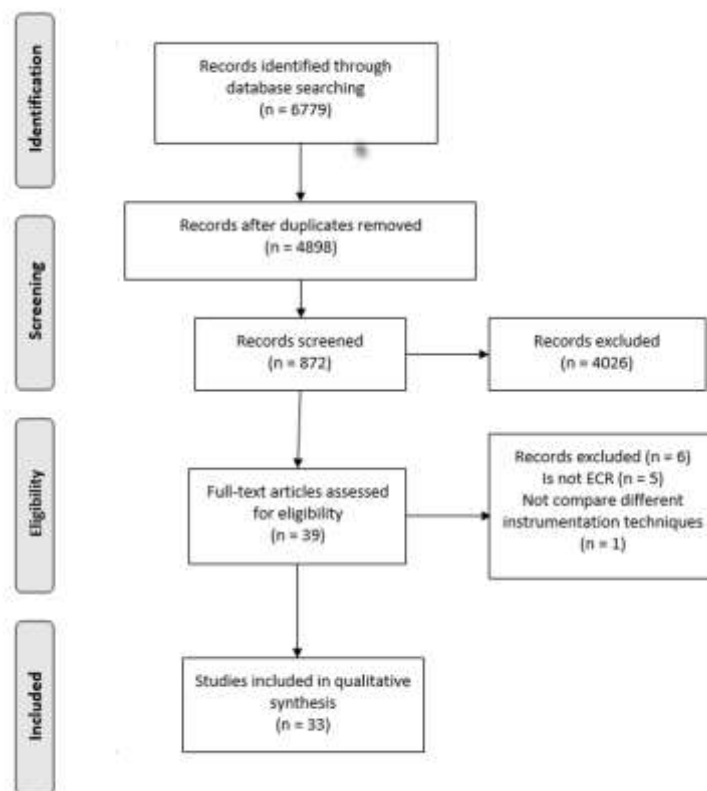 Identification
Records identified through
database searching
(n = 6779)
Screening
Records after duplicates removed
(n = 4898)
Records screened
(n = 872)
Records excluded
(n = 4026)
Eligibility
Full-text articles assessed
for eligibility
(n = 39)
Records excluded (n = 6)
Is not ECR (n = 5)
Not compare different
instrumentation techniques
(n = 1)
Included
Studies included in qualitative
synthesis
(n = 33)